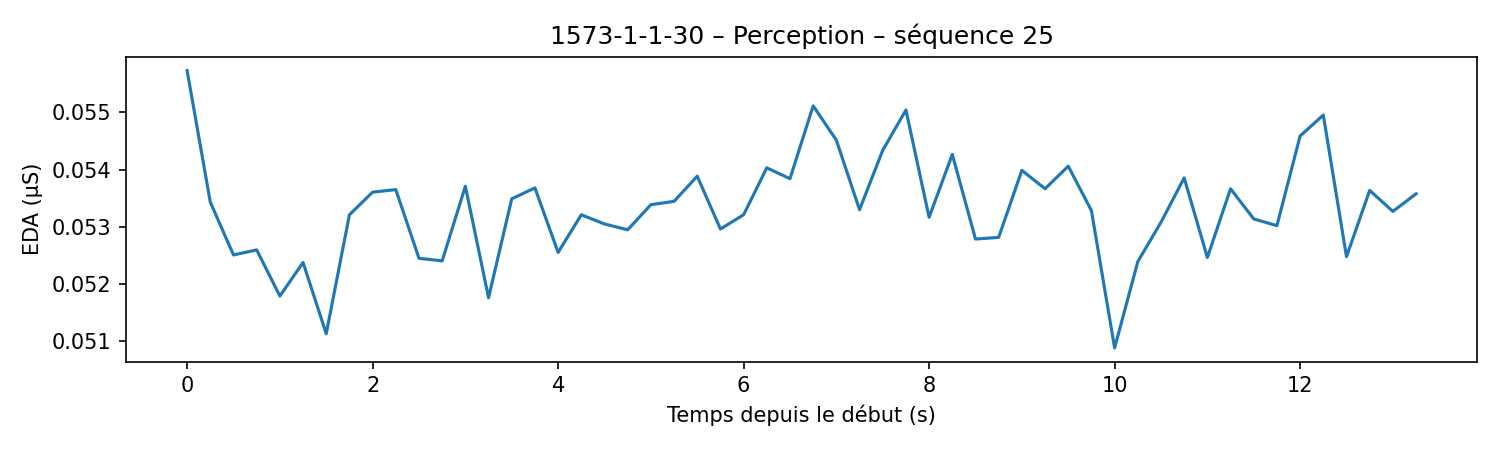 1573-1-1-30 – Perception – séquence 25
EDA (µS)
0.055
0.054
0.053
0.052
0.051
0 2 4 6 8 10 12
Temps depuis le début (s)